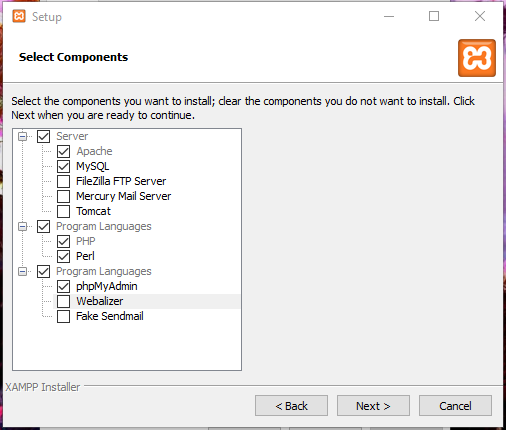 Setup
Select Components
Select the components you want to install; clear the components you do not want to install. Click
Next when you are ready to continue.
Server
Apache
MySQL
FileZilla FTP Server
Mercury Mail Server
Tomcat
Program Languages
PHP
Perl
Program Languages
phpMyAdmin
Webalizer
Fake Sendmail
XAMPP Installer
< Back
Next >
Cancel